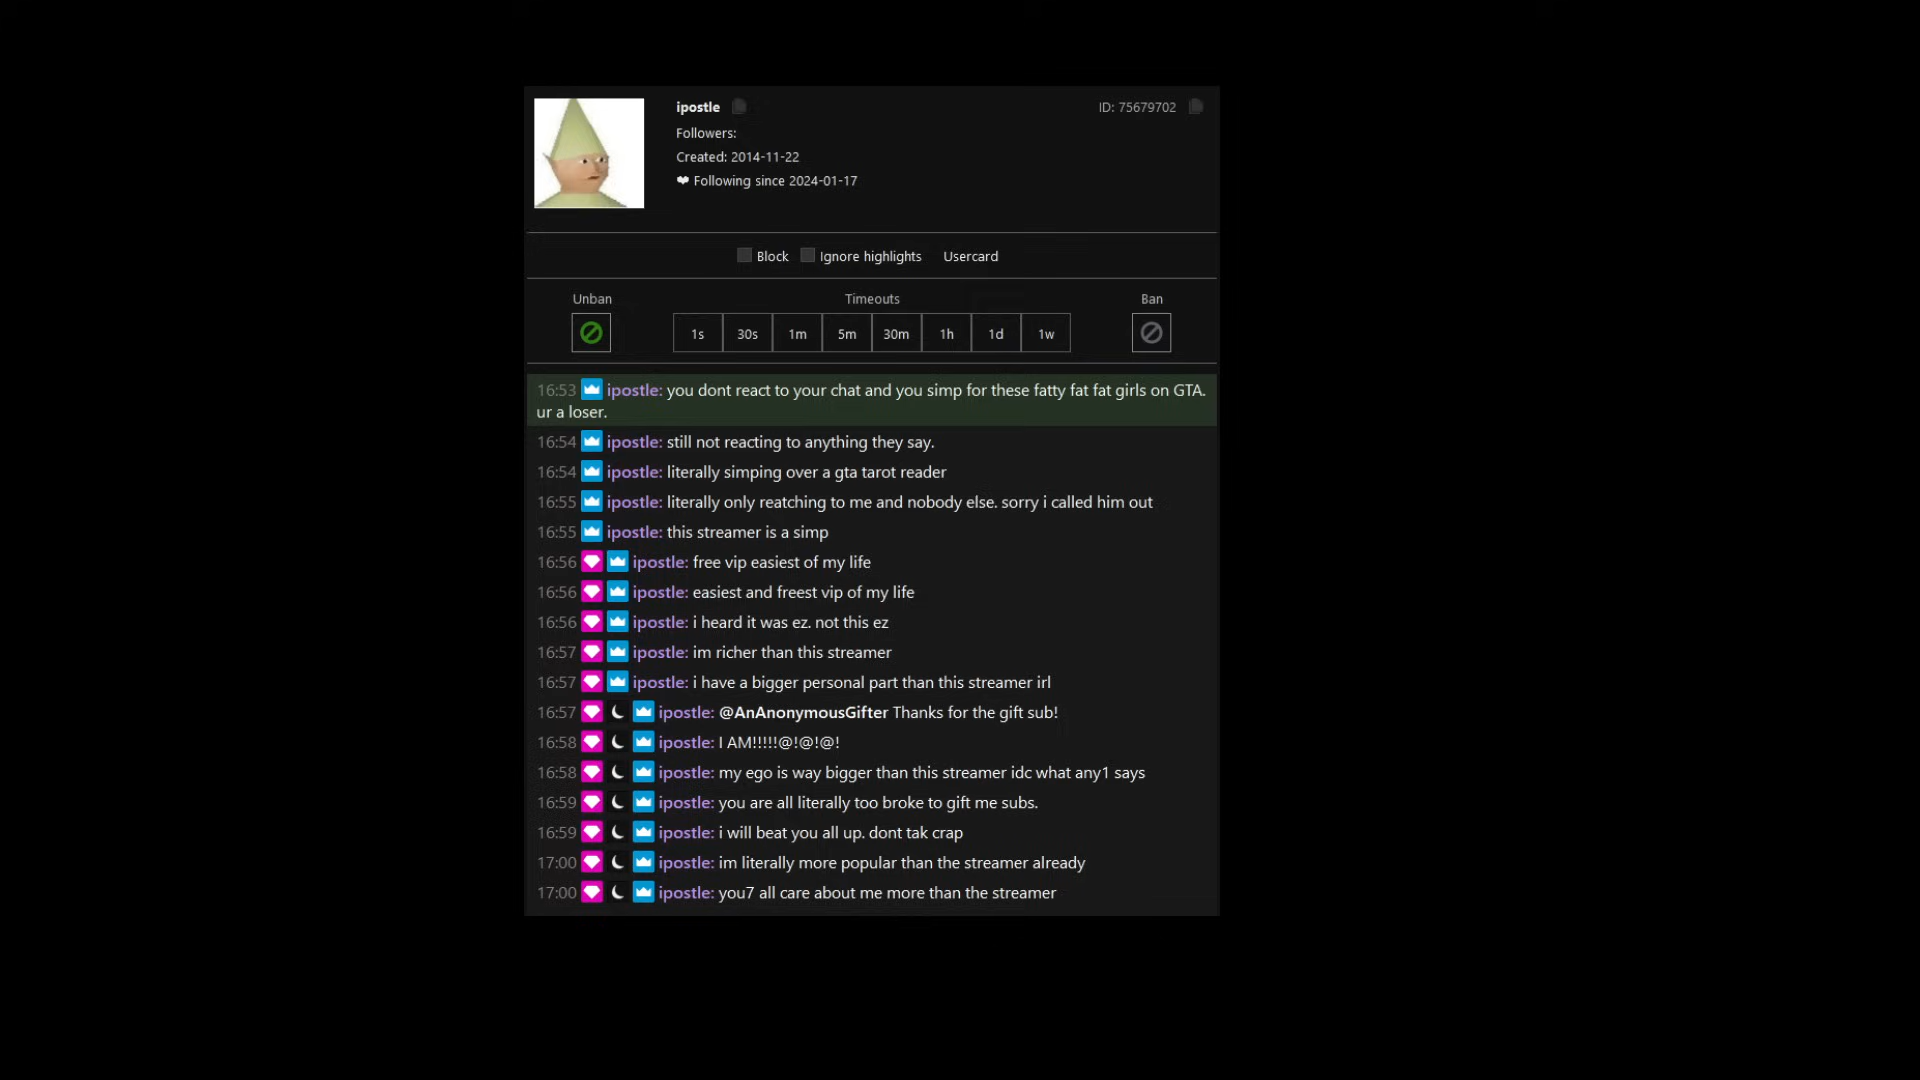 ipostle
ID: 75679702
Followers:
Created: 2014-11-22
Following since 2024-01-17
Block Ignore highlights Usercard
Unban Timeouts Ban
1s 30s 1m 5m 30m 1h 1d 1w
16:53 ipostle: you dont react to your chat and you simp for these fatty fat fat girls on GTA.
ur a loser.
16:54 ipostle: still not reacting to anything they say.
16:54 ipostle: literally simping over a gta tarot reader
16:55 ipostle: literally only reatching to me and nobody else. sorry i called him out
16:55 ipostle: this streamer is a simp
16:56 ipostle: free vip easiest of my life
16:56 ipostle: easiest and freest vip of my life
16:56 ipostle: i heard it was ez. not this ez
16:57 ipostle: im richer than this streamer
16:57 ipostle: i have a bigger personal part than this streamer irl
16:57 ipostle: @AnAnonymousGifter Thanks for the gift sub!
16:58 ipostle: I AM!!!!!@!@!@!
16:58 ipostle: my ego is way bigger than this streamer idc what any1 says
16:59 ipostle: you are all literally too broke to gift me subs.
16:59 ipostle: i will beat you all up. dont tak crap
17:00 ipostle: im literally more popular than the streamer already
17:00 ipostle: you7 all care about me more than the streamer